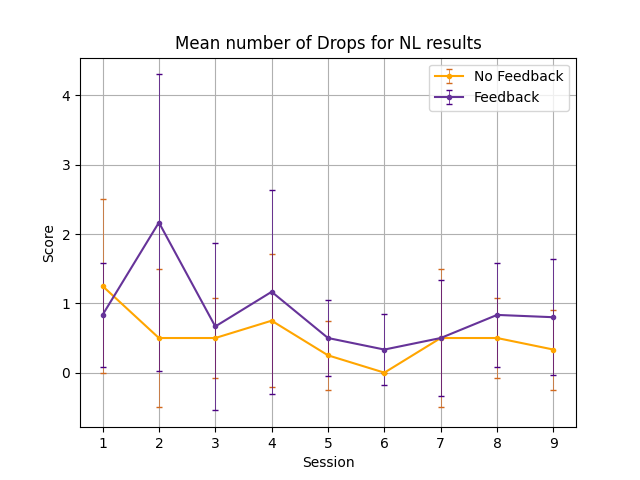 Mean number of Drops for NL results
No Feedback
Feedback
Score
4
3
2
1
0
1 2 3 4 5 6 7 8 9
Session